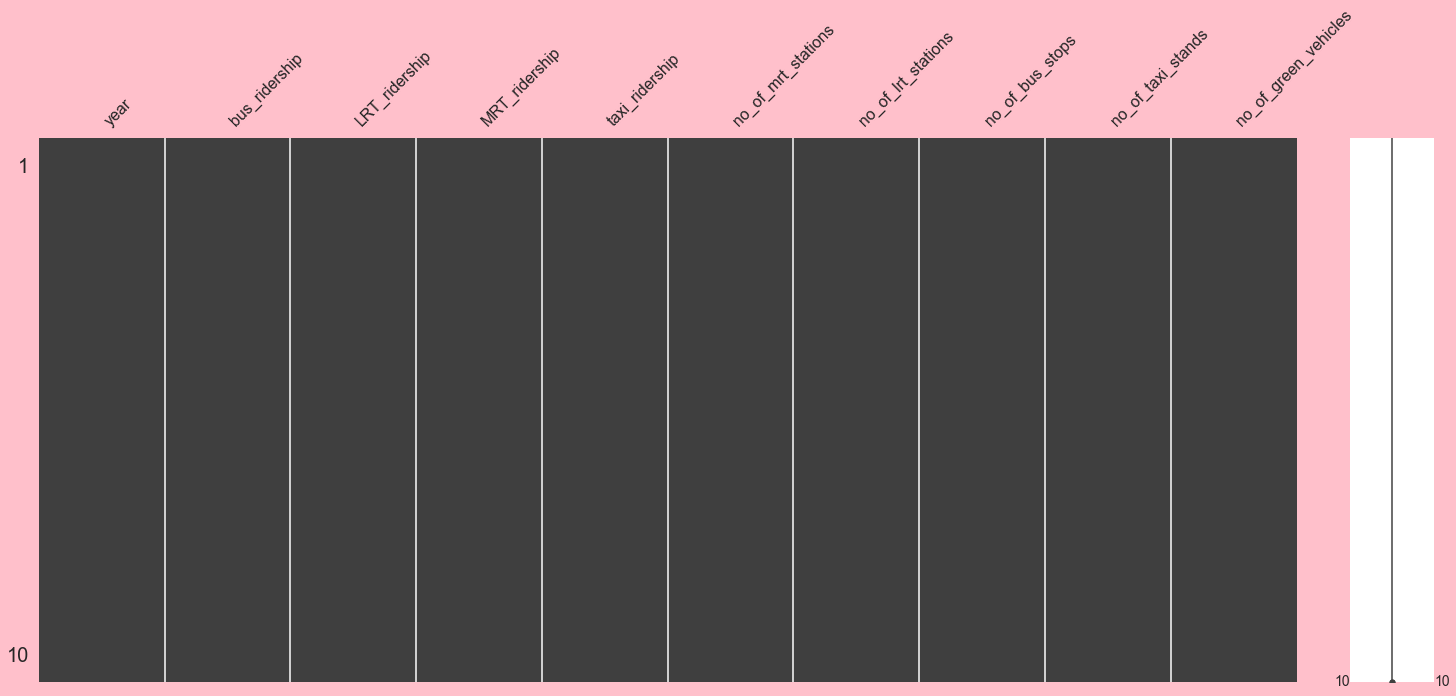 year
bus_ridership
LRT_ridership
MRT_ridership
taxi_ridership
no_of_mrt_stations
no_of_lrt_stations
no_of_bus_stops
no_of_taxi_stands
no_of_green_vehicles
1
10
10
10